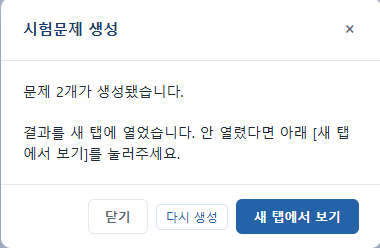 시험문제 생성
×
문제 2개가 생성됐습니다.
결과를 새 탭에 열었습니다. 안 열렸다면 아래 [새 탭
에서 보기]를 눌러주세요.
닫기
다시 생성
새 탭에서 보기